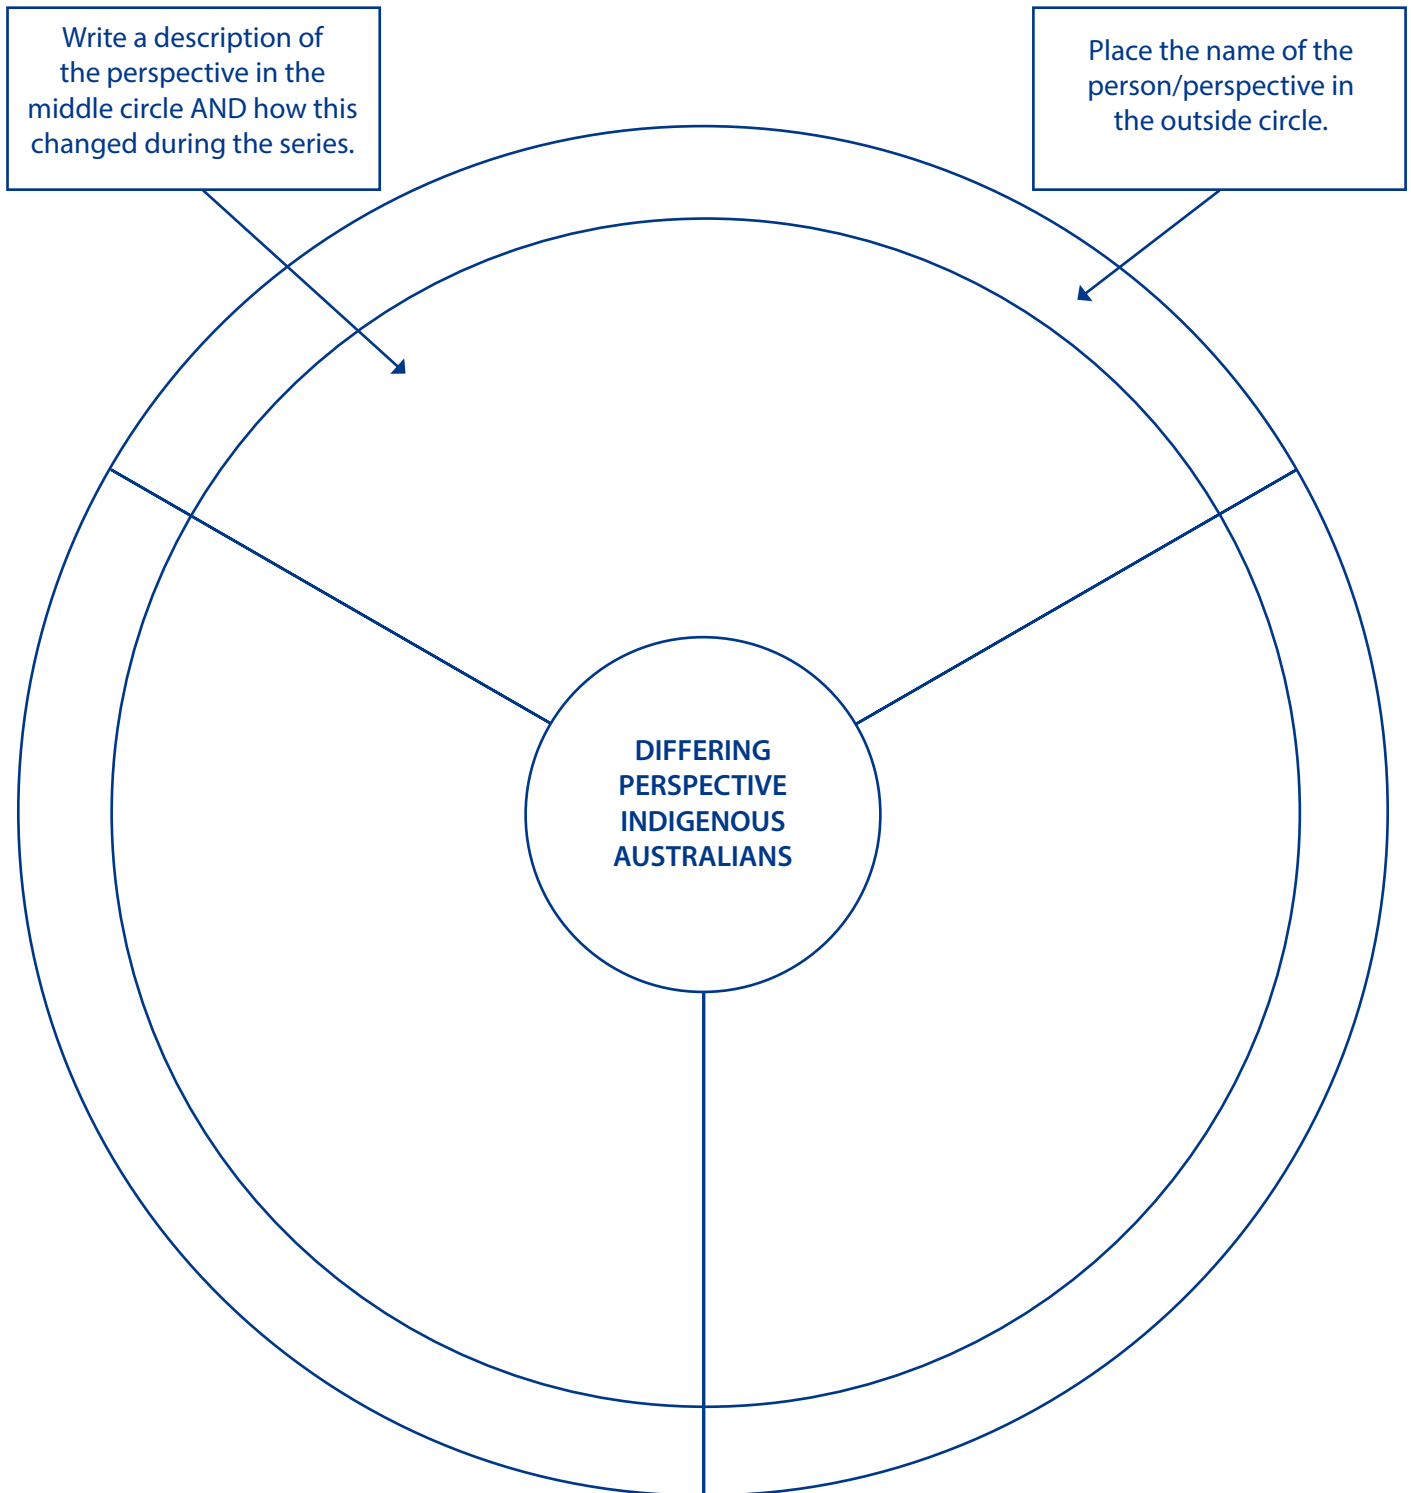 Write a description of
the perspective in the
middle circle AND how this
changed during the series.
Place the name of the
person/perspective in
the outside circle.
DIFFERING
PERSPECTIVE
INDIGENOUS
AUSTRALIANS